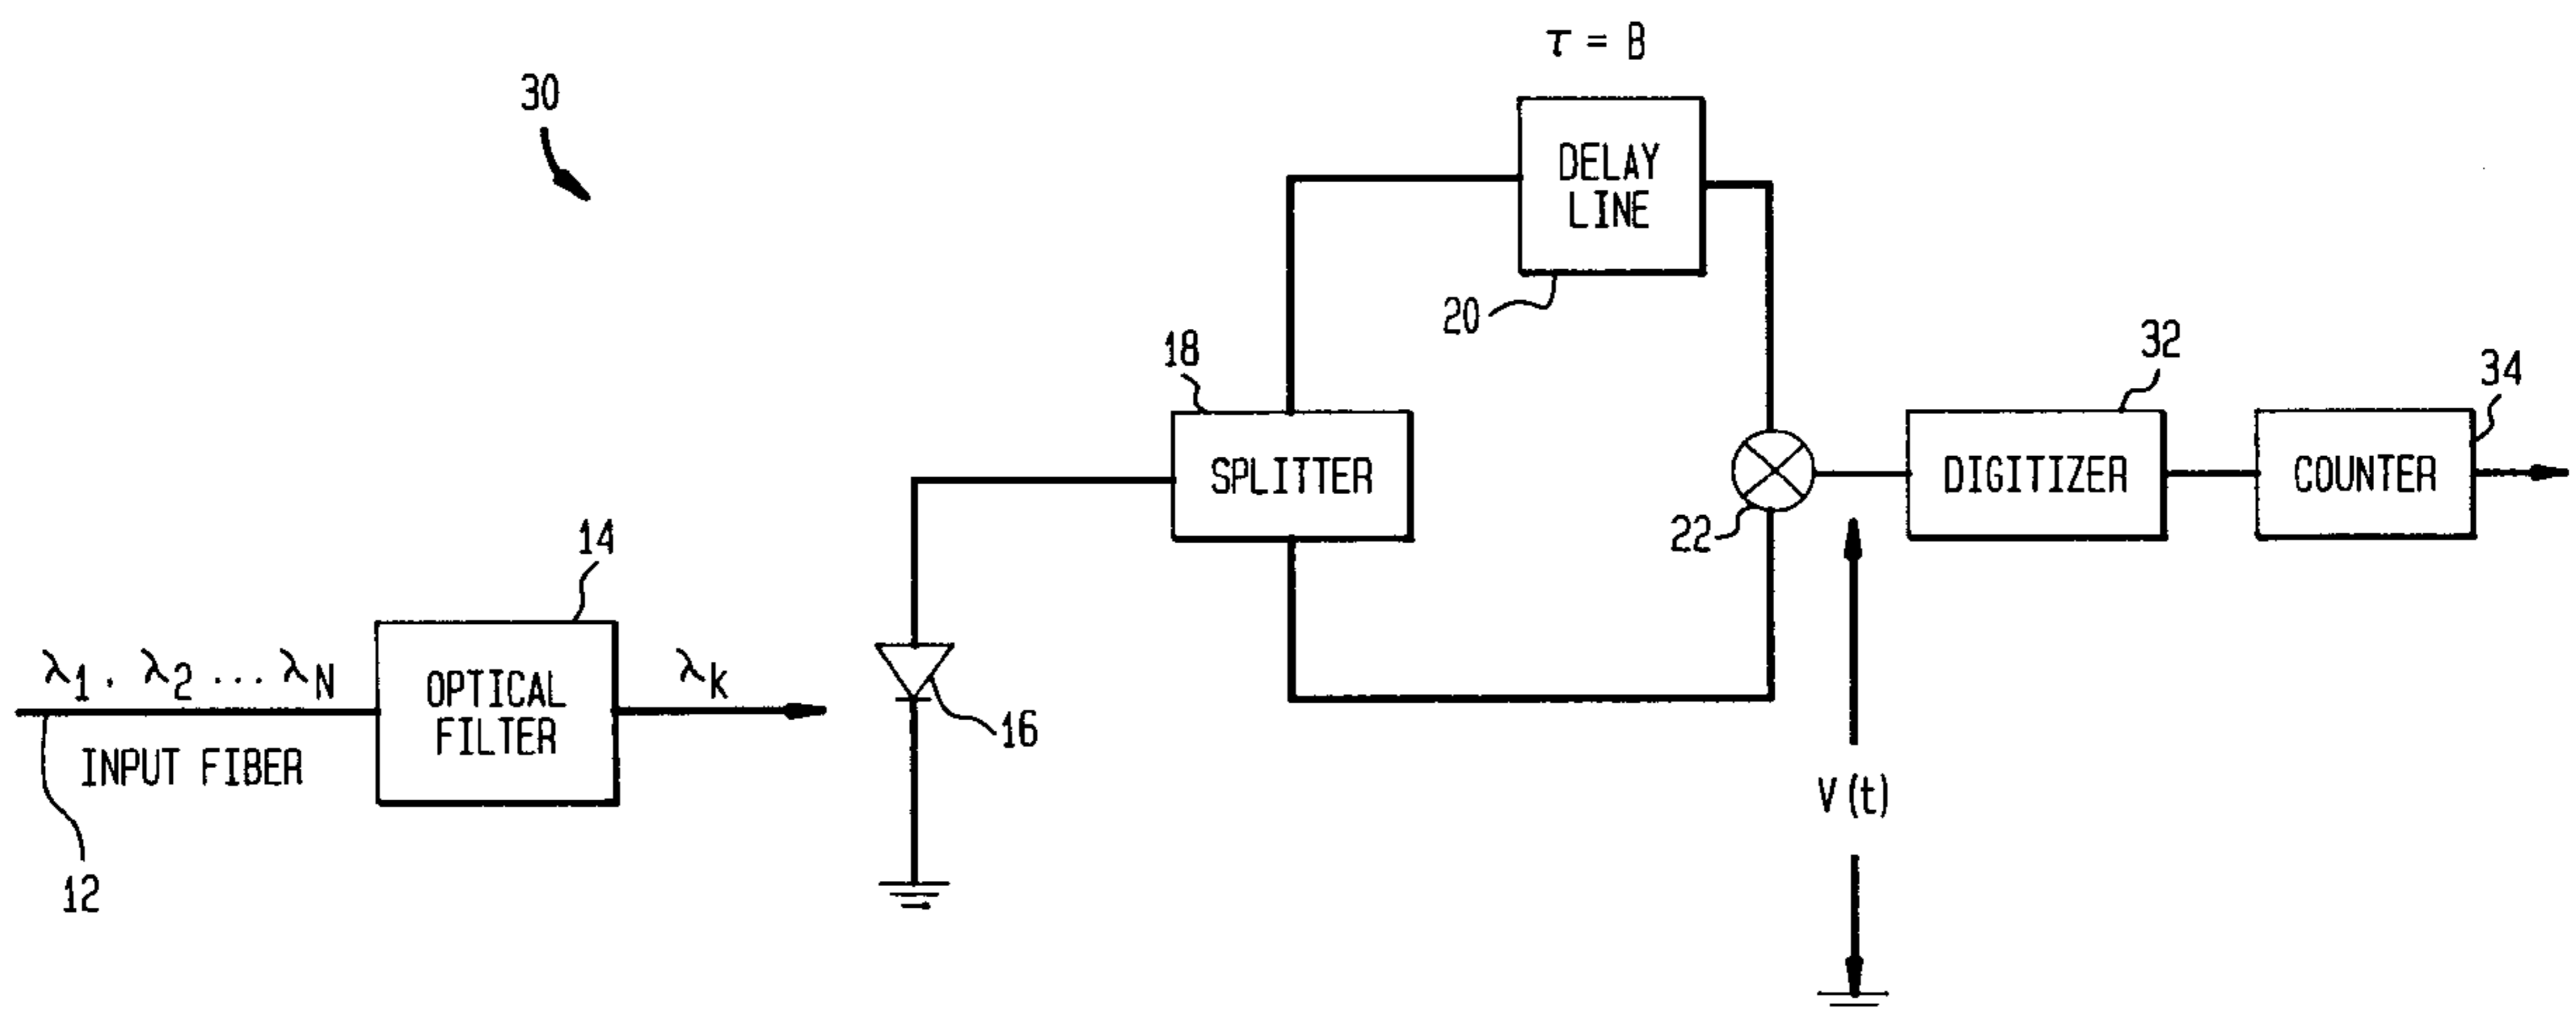 τ = B
30
DELAY
LINE
20
18
32
34
SPLITTER
DIGITIZER
COUNTER
22
14
λ1, λ2 ... λN
OPTICAL
FILTER
λk
16
INPUT FIBER
V(t)
12